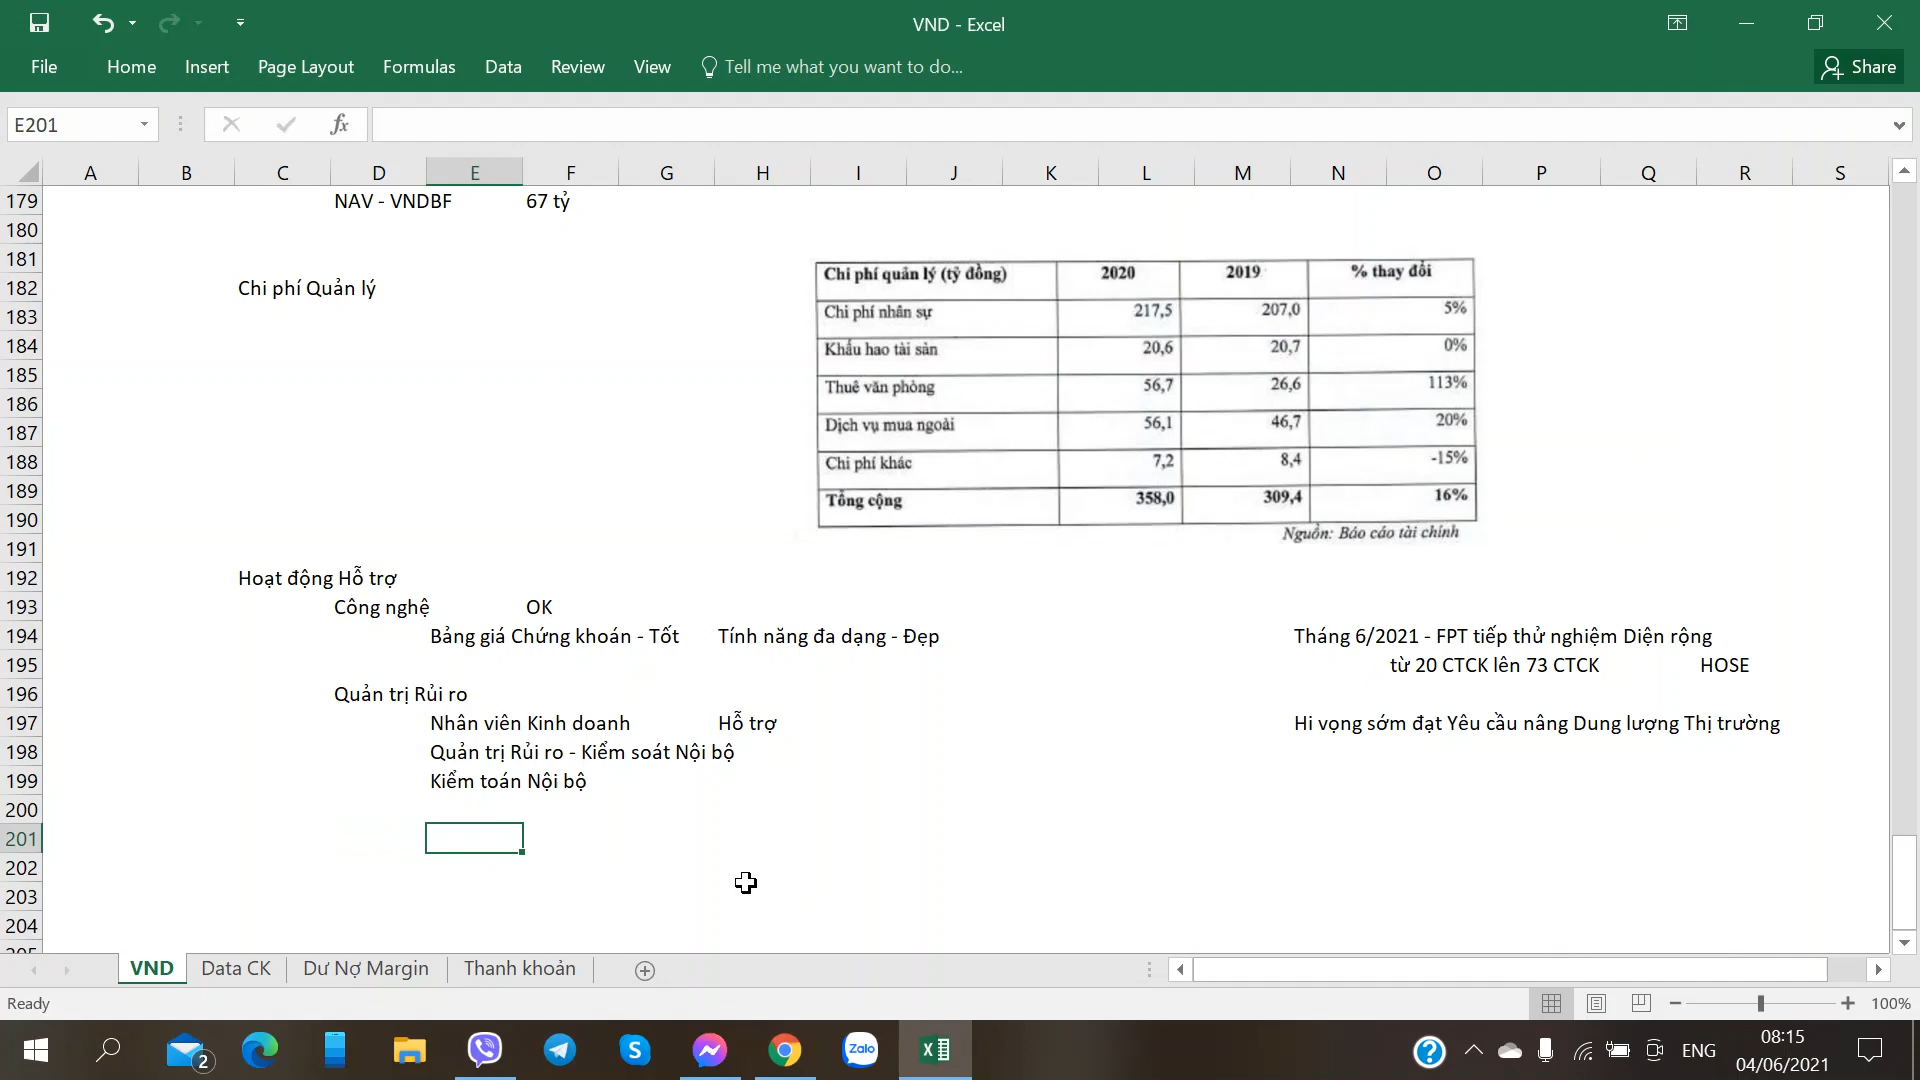 VND - Excel
File Home Insert Page Layout Formulas Data Review View Tell me what you want to do... Share
E201 fx
A B C D E F G H I J K L M N O P Q R S
179 NAV - VNDBF 67 tỷ
180
181
182 Chi phí Quản lý
183
184
185
186
187
188
189
190
191
Chi phí quản lý (tỷ đồng) 2020 2019 % thay đổi
Chi phí nhân sự 217,5 207,0 5%
Khấu hao tài sản 20,6 20,7 0%
Thuê văn phòng 56,7 26,6 113%
Dịch vụ mua ngoài 56,1 46,7 20%
Chi phí khác 7,2 8,4 -15%
Tổng cộng 358,0 309,4 16%
Nguồn: Báo cáo tài chính
192 Hoạt động Hỗ trợ
193 Công nghệ OK
194 Bảng giá Chứng khoán - Tốt Tính năng đa dạng - Đẹp Tháng 6/2021 - FPT tiếp thử nghiệm Diện rộng
195 từ 20 CTCK lên 73 CTCK HOSE
196 Quản trị Rủi ro
197 Nhân viên Kinh doanh Hỗ trợ Hi vọng sớm đạt Yêu cầu nâng Dung lượng Thị trường
198 Quản trị Rủi ro - Kiểm soát Nội bộ
199 Kiểm toán Nội bộ
200
201
202
203
204
205
VND Data CK Dư Nợ Margin Thanh khoản
Ready 100%
2 Zalo ENG 08:15
04/06/2021